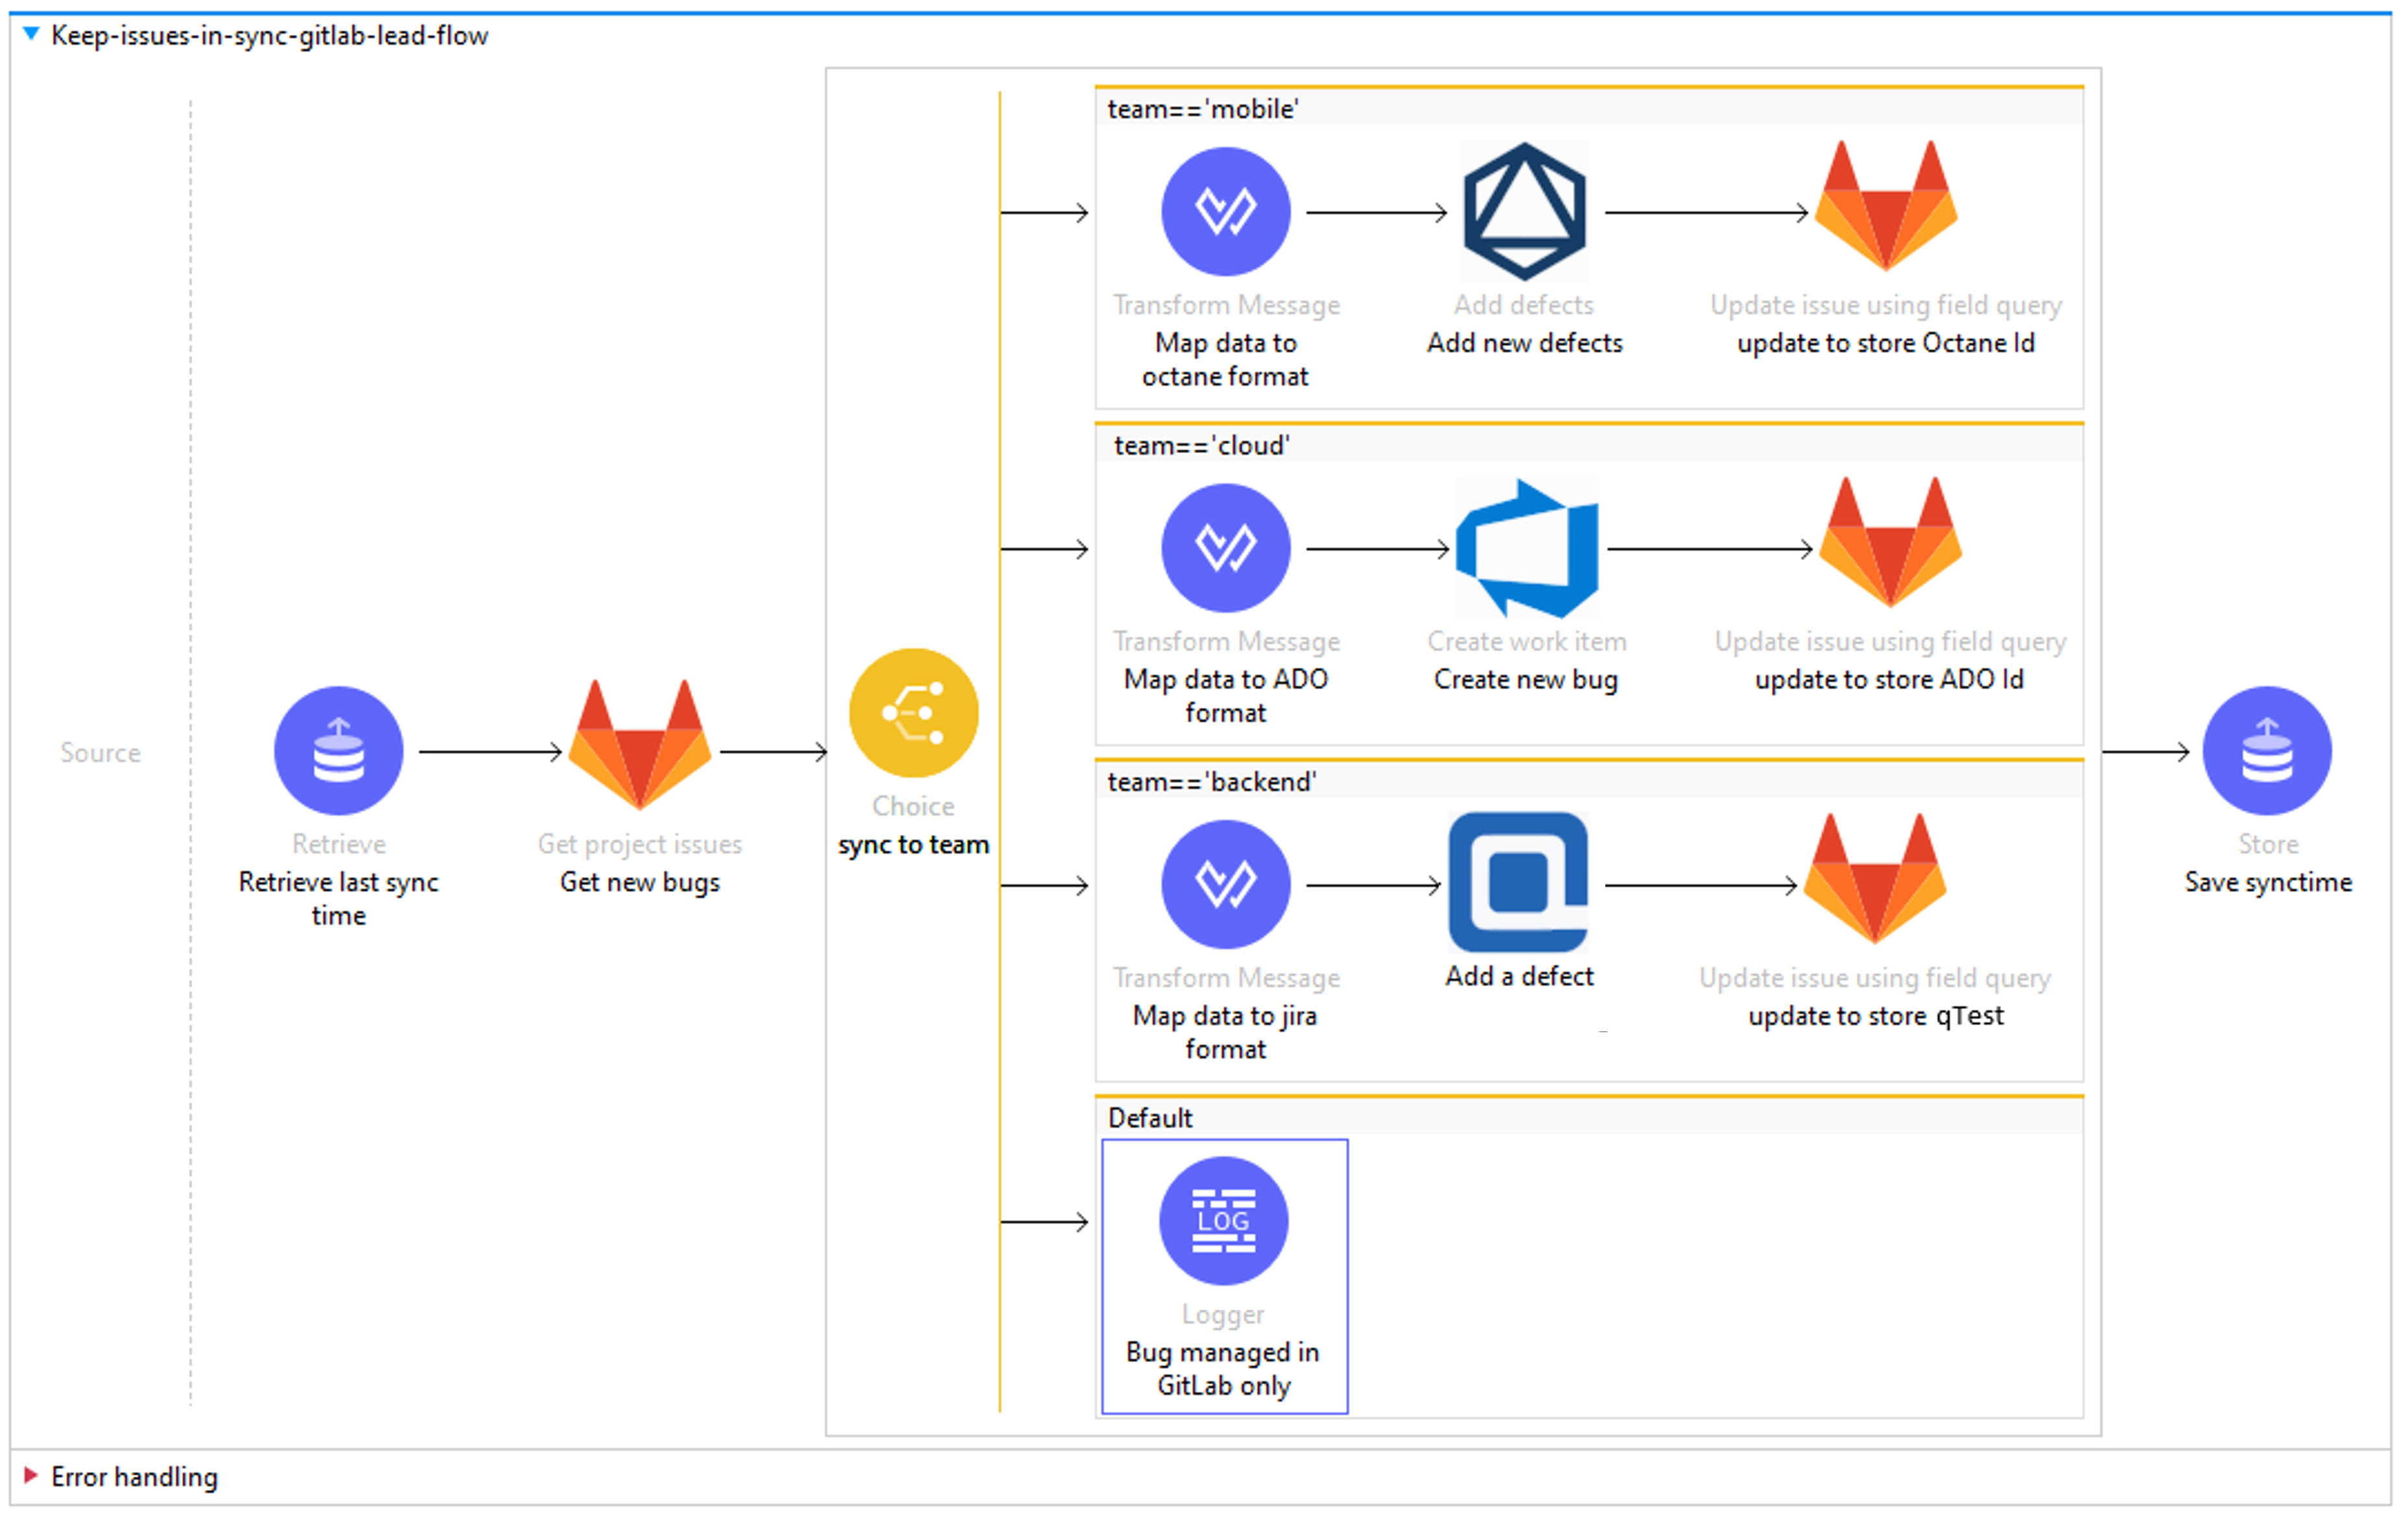 Keep-issues-in-sync-gitlab-lead-flow
Source
Retrieve
Retrieve last sync
time
Get project issues
Get new bugs
Choice
sync to team
team=='mobile'
Transform Message
Map data to
octane format
Add defects
Add new defects
Update issue using field query
update to store Octane Id
team=='cloud'
Transform Message
Map data to ADO
format
Create work item
Create new bug
Update issue using field query
update to store ADO Id
team=='backend'
Transform Message
Map data to jira
format
Add a defect
Update issue using field query
update to store qTest
Default
LOG
Logger
Bug managed in
GitLab only
Store
Save synctime
Error handling